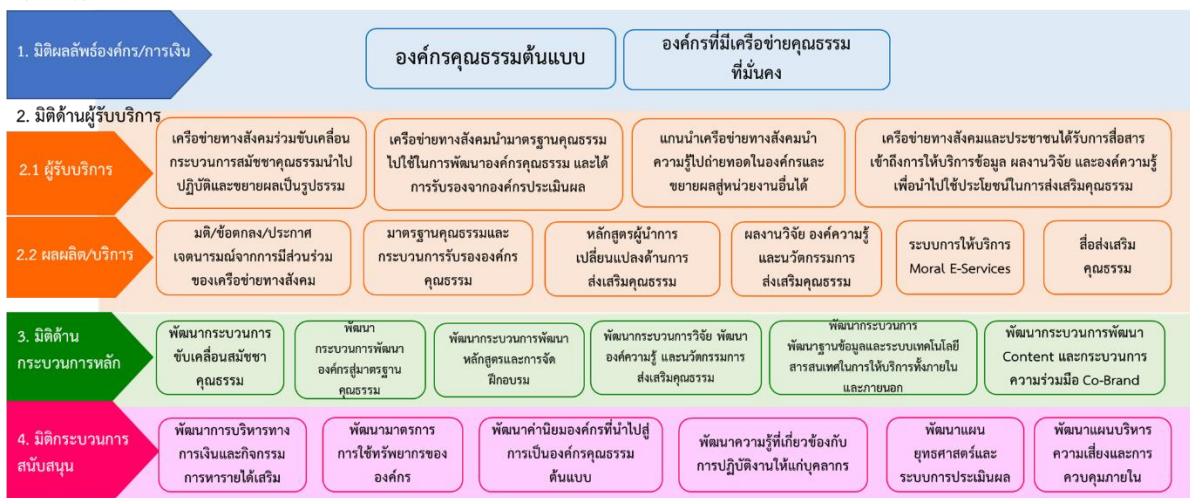 1. มิติผลลัพธ์องค์กร/การเงิน
องค์กรคุณธรรมต้นแบบ
องค์กรที่มีเครือข่ายคุณธรรม
ที่มั่นคง
2. มิติด้านผู้รับบริการ
2.1 ผู้รับบริการ
เครือข่ายทางสังคมร่วมขับเคลื่อน
กระบวนการสมัชชาคุณธรรมนำไป
ปฏิบัติและขยายผลเป็นรูปธรรม
เครือข่ายทางสังคมนำมาตรฐานคุณธรรม
ไปใช้ในการพัฒนาองค์กรคุณธรรม และได้
การรับรองจากองค์กรประเมินผล
แกนนำเครือข่ายทางสังคมนำ
ความรู้ไปถ่ายทอดในองค์กรและ
ขยายผลสู่หน่วยงานอื่นได้
เครือข่ายทางสังคมและประชาชนได้รับการสื่อสาร
เข้าถึงการให้บริการข้อมูล ผลงานวิจัย และองค์ความรู้
เพื่อนำไปใช้ประโยชน์ในการส่งเสริมคุณธรรม
2.2 ผลผลิต/บริการ
มติ/ข้อตกลง/ประกาศ
เจตนารมณ์จากการมีส่วนร่วม
ของเครือข่ายทางสังคม
มาตรฐานคุณธรรมและ
กระบวนการรับรององค์กร
คุณธรรม
หลักสูตรผู้นำการ
เปลี่ยนแปลงด้านการ
ส่งเสริมคุณธรรม
ผลงานวิจัย องค์ความรู้
และนวัตกรรมการ
ส่งเสริมคุณธรรม
ระบบการให้บริการ
Moral E-Services
สื่อส่งเสริม
คุณธรรม
3. มิติด้าน
กระบวนการหลัก
พัฒนากระบวนการ
ขับเคลื่อนสมัชชา
คุณธรรม
พัฒนา
กระบวนการพัฒนา
องค์กรสู่มาตรฐาน
คุณธรรม
พัฒนากระบวนการพัฒนา
หลักสูตรและการจัด
ฝึกอบรม
พัฒนากระบวนการวิจัย พัฒนา
องค์ความรู้ และนวัตกรรมการ
ส่งเสริมคุณธรรม
พัฒนากระบวนการ
พัฒนาฐานข้อมูลและระบบเทคโนโลยี
สารสนเทศในการให้บริการทั้งภายใน
และภายนอก
พัฒนากระบวนการพัฒนา
Content และกระบวนการ
ความร่วมมือ Co-Brand
4. มิติกระบวนการ
สนับสนุน
พัฒนาการบริหารทาง
การเงินและกิจกรรม
การหารายได้เสริม
พัฒนามาตรการ
การใช้ทรัพยากรของ
องค์กร
พัฒนาค่านิยมองค์กรที่นำไปสู่
การเป็นองค์กรคุณธรรม
ต้นแบบ
พัฒนาความรู้ที่เกี่ยวข้องกับ
การปฏิบัติงานให้แก่บุคลากร
พัฒนาแผน
ยุทธศาสตร์และ
ระบบการประเมินผล
พัฒนาแผนบริหาร
ความเสี่ยงและการ
ควบคุมภายใน